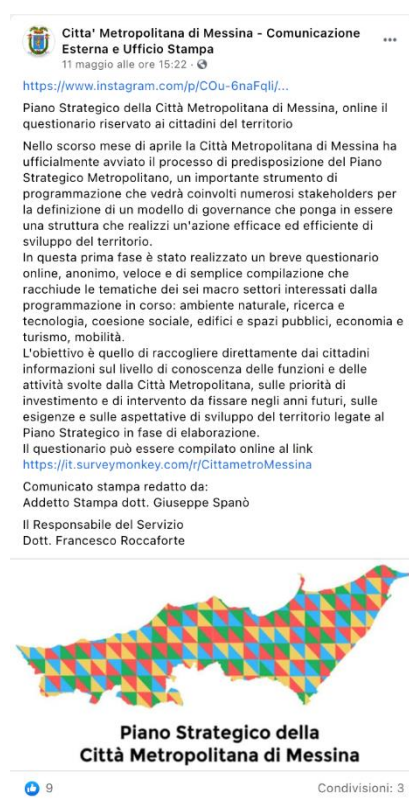 Citta' Metropolitana di Messina - Comunicazione
Esterna e Ufficio Stampa
11 maggio alle ore 15:22 ·
https://www.instagram.com/p/COu-6naFqli/...
Piano Strategico della Città Metropolitana di Messina, online il
questionario riservato ai cittadini del territorio
Nello scorso mese di aprile la Città Metropolitana di Messina ha
ufficialmente avviato il processo di predisposizione del Piano
Strategico Metropolitano, un importante strumento di
programmazione che vedrà coinvolti numerosi stakeholders per
la definizione di un modello di governance che ponga in essere
una struttura che realizzi un'azione efficace ed efficiente di
sviluppo del territorio.
In questa prima fase è stato realizzato un breve questionario
online, anonimo, veloce e di semplice compilazione che
racchiude le tematiche dei sei macro settori interessati dalla
programmazione in corso: ambiente naturale, ricerca e
tecnologia, coesione sociale, edifici e spazi pubblici, economia e
turismo, mobilità.
L'obiettivo è quello di raccogliere direttamente dai cittadini
informazioni sul livello di conoscenza delle funzioni e delle
attività svolte dalla Città Metropolitana, sulle priorità di
investimento e di intervento da fissare negli anni futuri, sulle
esigenze e sulle aspettative di sviluppo del territorio legate al
Piano Strategico in fase di elaborazione.
Il questionario può essere compilato online al link
https://it.surveymonkey.com/r/CittametroMessina
Comunicato stampa redatto da:
Addetto Stampa dott. Giuseppe Spanò
Il Responsabile del Servizio
Dott. Francesco Roccaforte
Piano Strategico della
Città Metropolitana di Messina
9
Condivisioni: 3